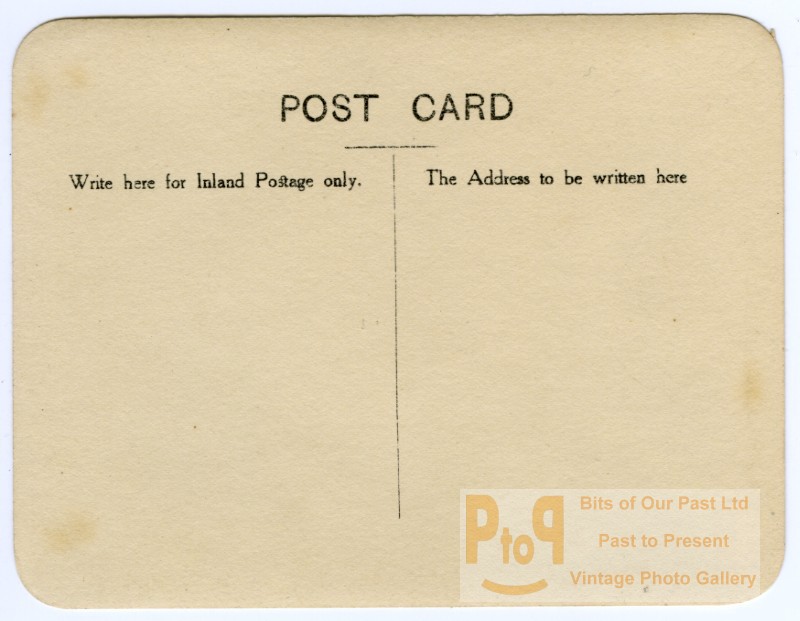 POST CARD
Write here for Inland Postage only.
The Address to be written here
PtoP
Bits of Our Past Ltd
Past to Present
Vintage Photo Gallery